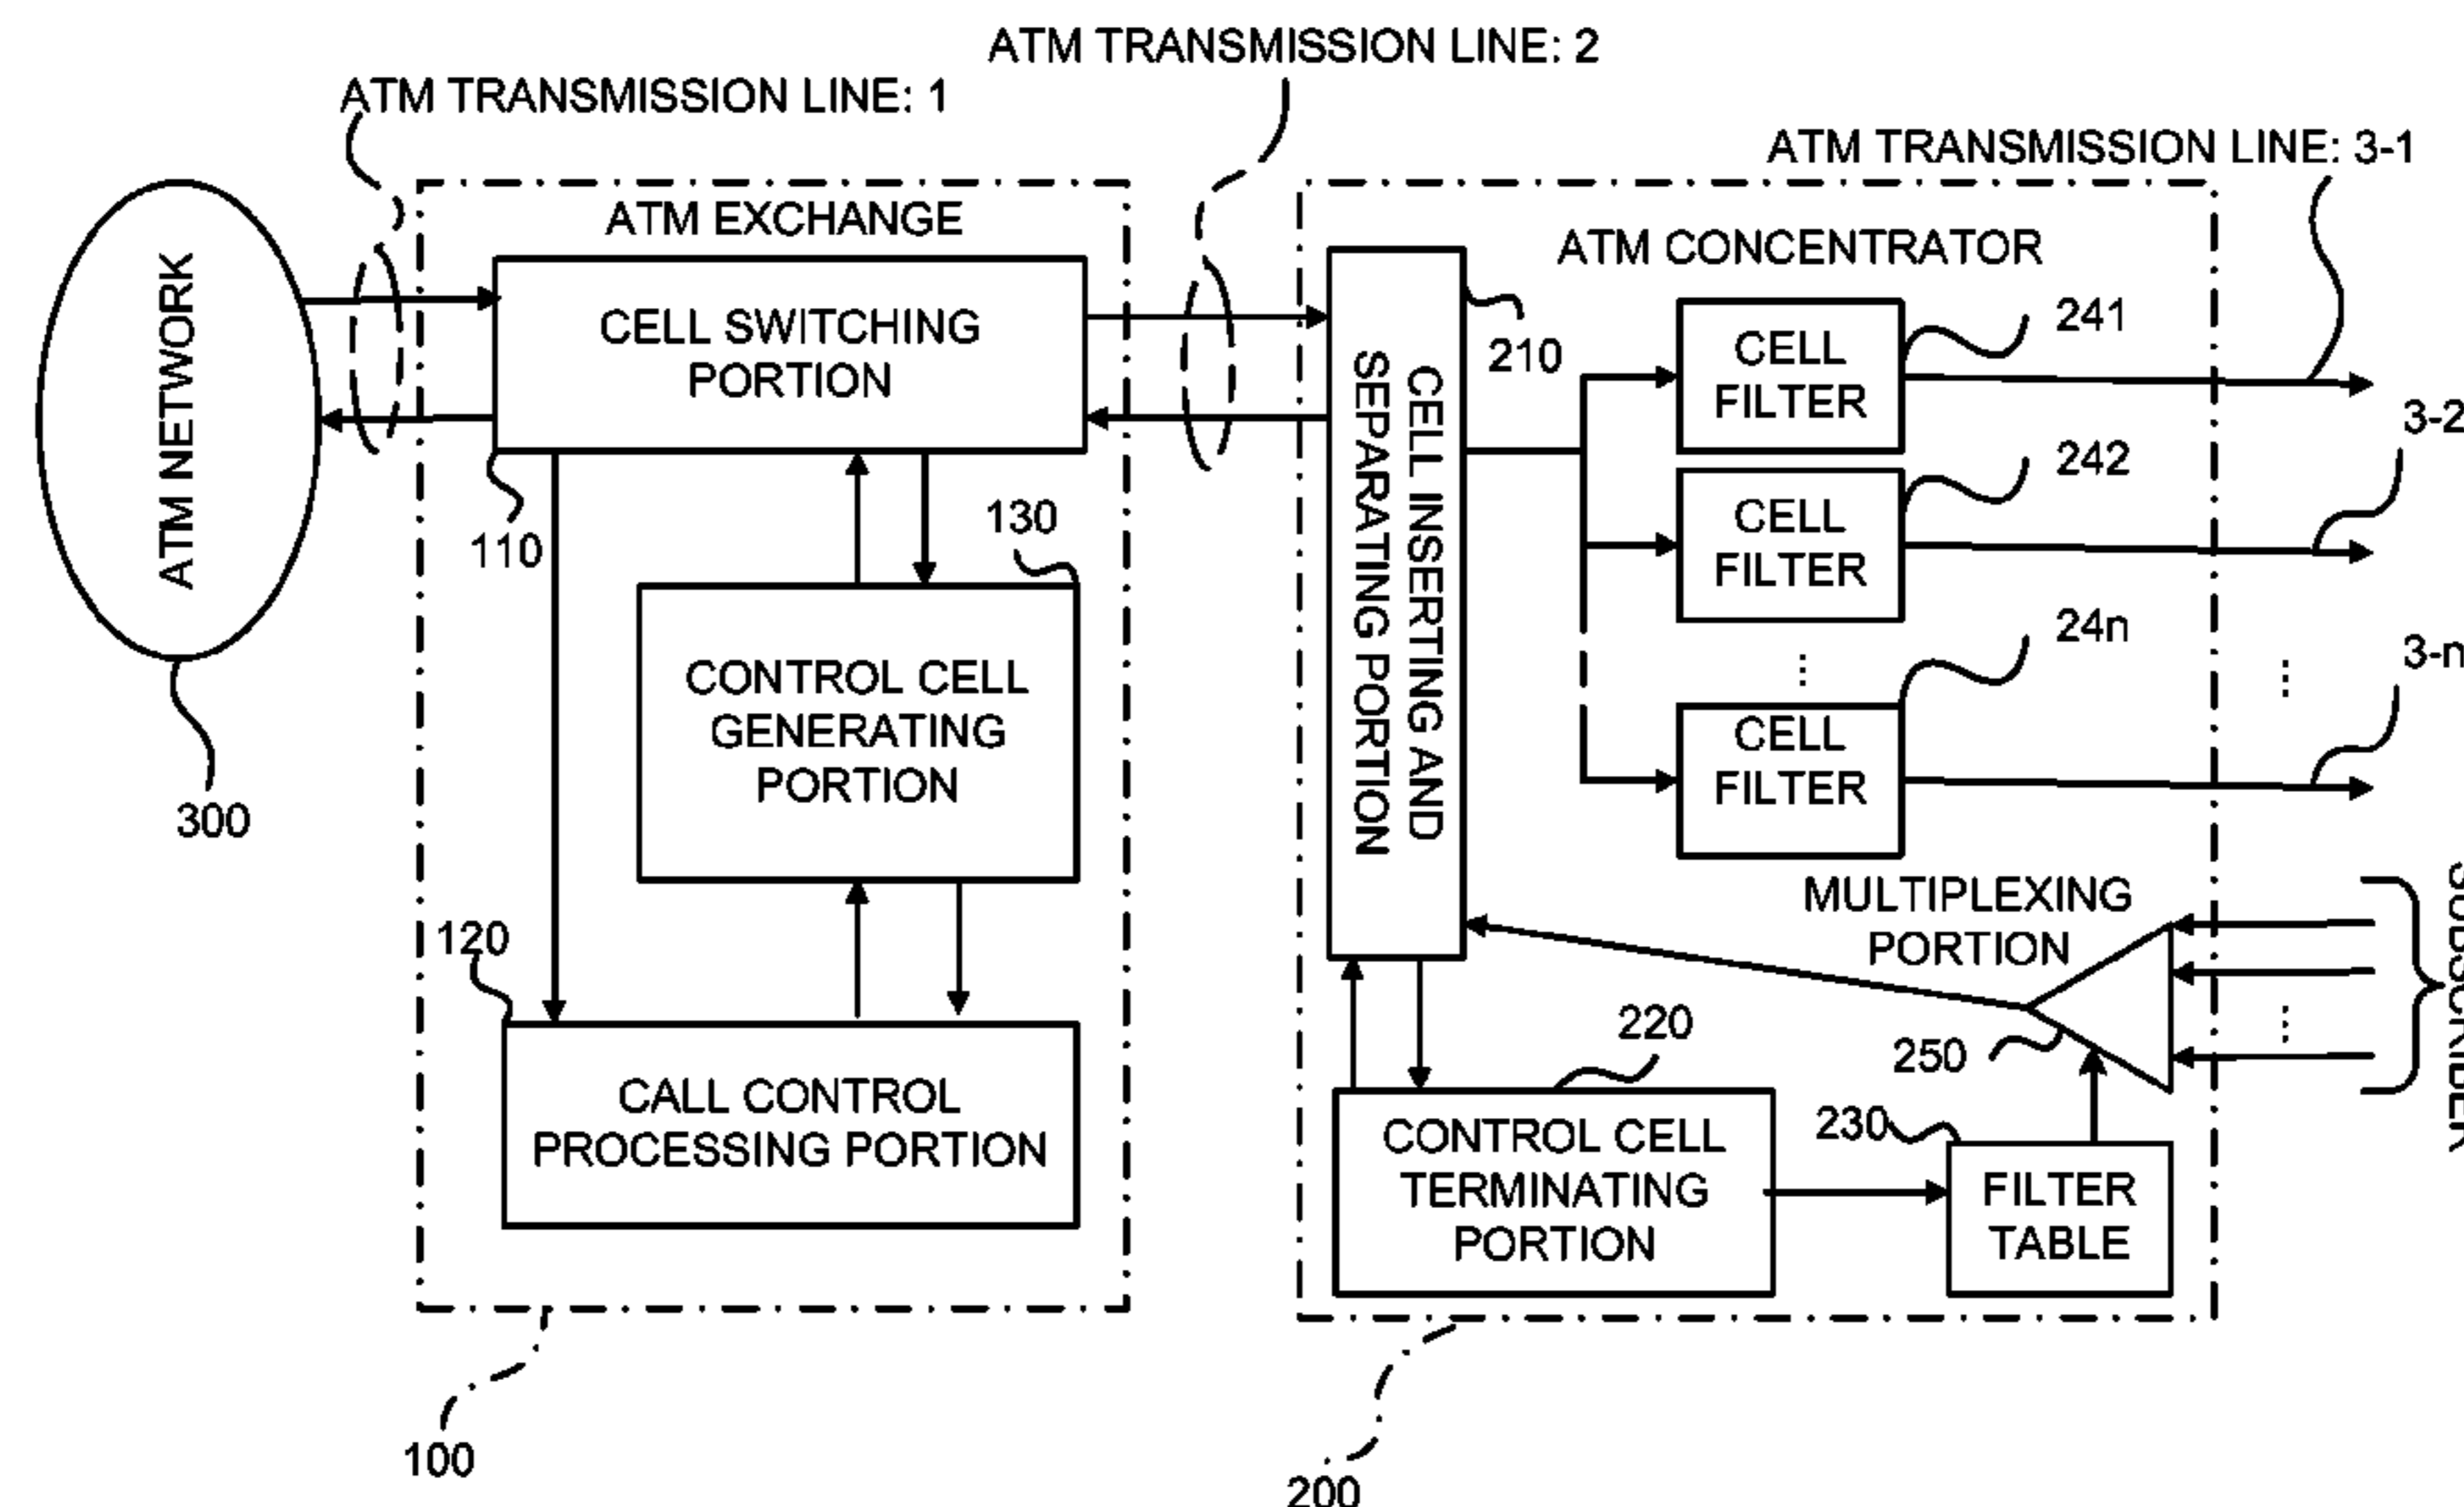 ATM TRANSMISSION LINE: 2
ATM TRANSMISSION LINE: 1
ATM TRANSMISSION LINE: 3-1
ATM NETWORK
300
ATM EXCHANGE
CELL SWITCHING
PORTION
110
130
CONTROL CELL
GENERATING
PORTION
120
CALL CONTROL
PROCESSING PORTION
100
ATM CONCENTRATOR
CELL INSERTING AND
SEPARATING PORTION
210
CELL
FILTER
241
3-2
CELL
FILTER
242
24n
3-n
CELL
FILTER
MULTIPLEXING
PORTION
250
SUBSCRIBER
220
CONTROL CELL
TERMINATING
PORTION
230
FILTER
TABLE
200